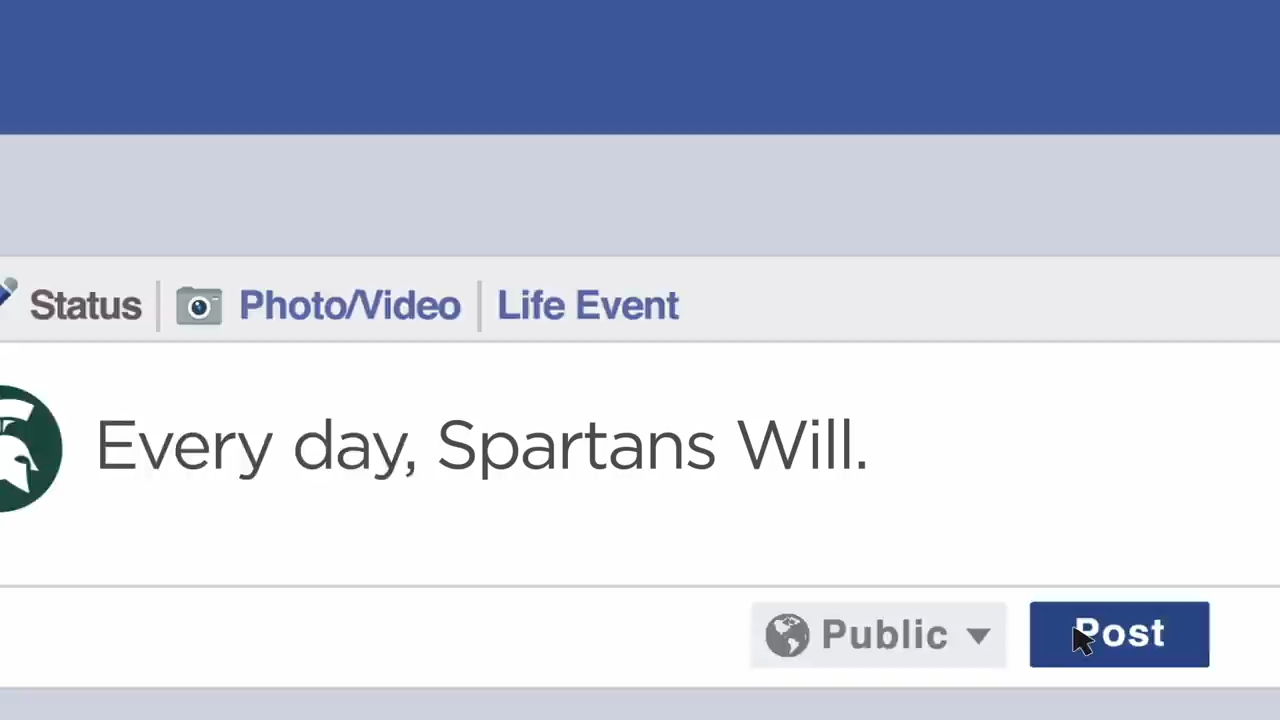 Status Photo/Video Life Event
Every day, Spartans Will.
Public Post